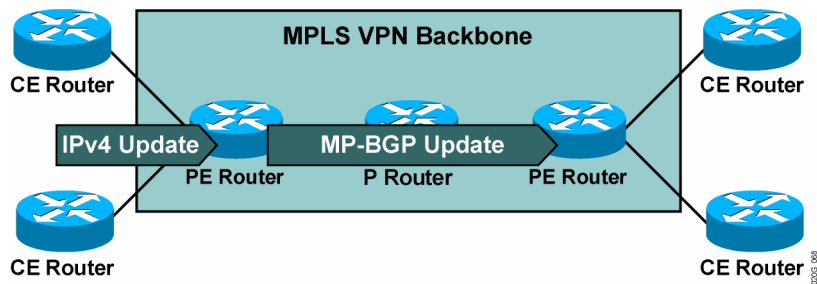 MPLS VPN Backbone
CE Router
CE Router
IPv4 Update
MP-BGP Update
PE Router
P Router
PE Router
CE Router
CE Router
020G_068